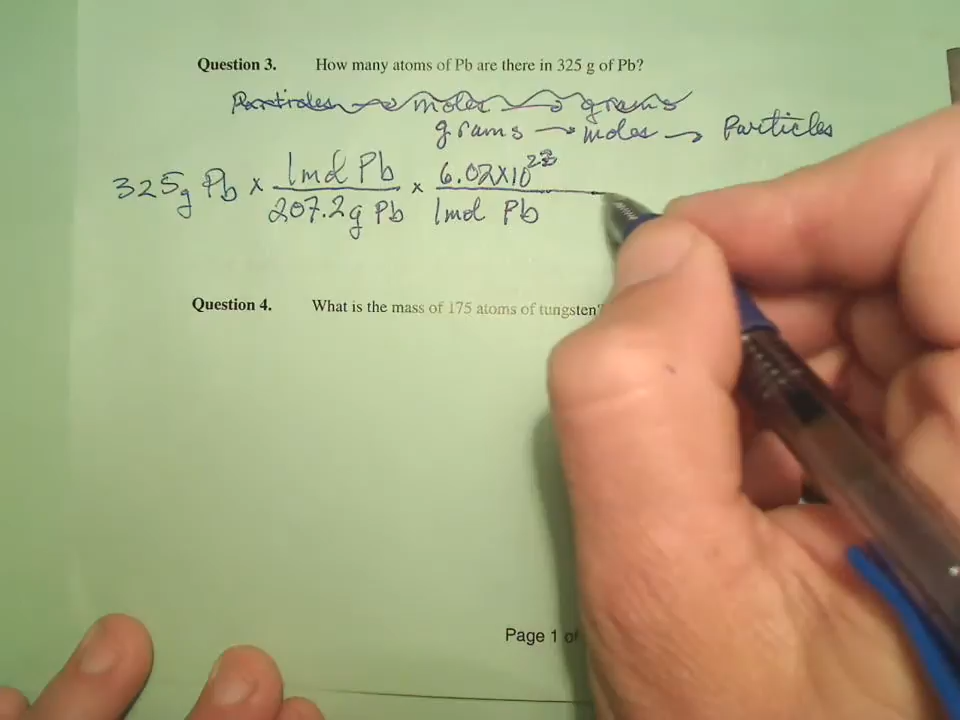 Question 3. How many atoms of Pb are there in 325 g of Pb?
Particles → moles → grams
grams → moles → Particles
325g Pb x 1mol Pb / 207.2g Pb x 6.02x10^23 / 1mol Pb
Question 4. What is the mass of 175 atoms of tungsten?
Page 1 of